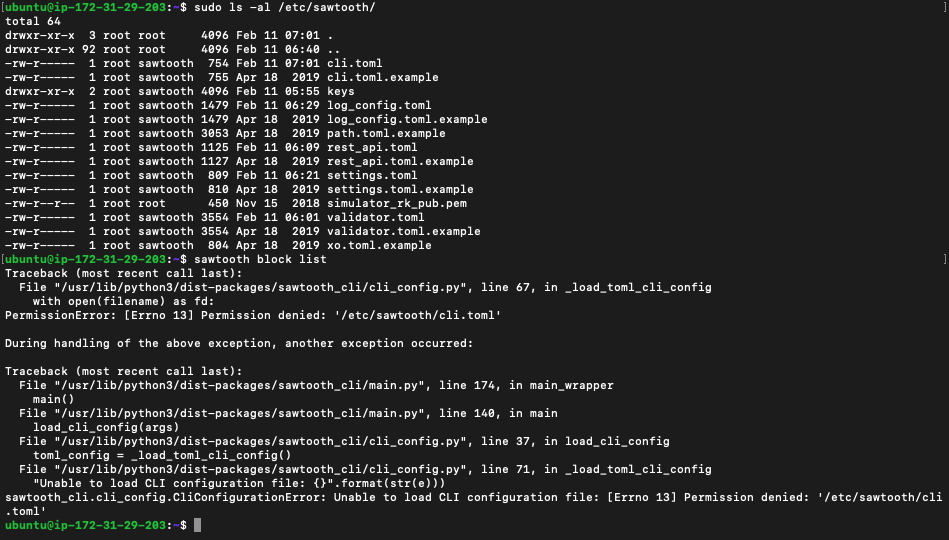 [ubuntu@ip-172-31-29-203:~$ sudo ls -al /etc/sawtooth/ ]
total 64
drwxr-xr-x  3 root root     4096 Feb 11 07:01 .
drwxr-xr-x 92 root root     4096 Feb 11 06:40 ..
-rw-r-----  1 root sawtooth  754 Feb 11 07:01 cli.toml
-rw-r-----  1 root sawtooth  755 Apr 18  2019 cli.toml.example
drwxr-xr-x  2 root sawtooth 4096 Feb 11 05:55 keys
-rw-r-----  1 root sawtooth 1479 Feb 11 06:29 log_config.toml
-rw-r-----  1 root sawtooth 1479 Apr 18  2019 log_config.toml.example
-rw-r-----  1 root sawtooth 3053 Apr 18  2019 path.toml.example
-rw-r-----  1 root sawtooth 1125 Feb 11 06:09 rest_api.toml
-rw-r-----  1 root sawtooth 1127 Apr 18  2019 rest_api.toml.example
-rw-r-----  1 root sawtooth  809 Feb 11 06:21 settings.toml
-rw-r-----  1 root sawtooth  810 Apr 18  2019 settings.toml.example
-rw-r--r--  1 root root      450 Nov 15  2018 simulator_rk_pub.pem
-rw-r-----  1 root sawtooth 3554 Feb 11 06:01 validator.toml
-rw-r-----  1 root sawtooth 3554 Apr 18  2019 validator.toml.example
-rw-r-----  1 root sawtooth  804 Apr 18  2019 xo.toml.example
[ubuntu@ip-172-31-29-203:~$ sawtooth block list ]
Traceback (most recent call last):
  File "/usr/lib/python3/dist-packages/sawtooth_cli/cli_config.py", line 67, in _load_toml_cli_config
    with open(filename) as fd:
PermissionError: [Errno 13] Permission denied: '/etc/sawtooth/cli.toml'

During handling of the above exception, another exception occurred:

Traceback (most recent call last):
  File "/usr/lib/python3/dist-packages/sawtooth_cli/main.py", line 174, in main_wrapper
    main()
  File "/usr/lib/python3/dist-packages/sawtooth_cli/main.py", line 140, in main
    load_cli_config(args)
  File "/usr/lib/python3/dist-packages/sawtooth_cli/cli_config.py", line 37, in load_cli_config
    toml_config = _load_toml_cli_config()
  File "/usr/lib/python3/dist-packages/sawtooth_cli/cli_config.py", line 71, in _load_toml_cli_config
    "Unable to load CLI configuration file: {}".format(str(e)))
sawtooth_cli.cli_config.CliConfigurationError: Unable to load CLI configuration file: [Errno 13] Permission denied: '/etc/sawtooth/cli
.toml'
ubuntu@ip-172-31-29-203:~$